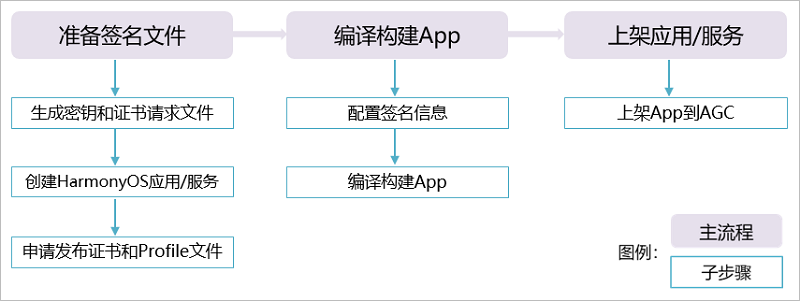 准备签名文件
编译构建App
上架应用/服务
生成密钥和证书请求文件
配置签名信息
上架App到AGC
创建HarmonyOS应用/服务
编译构建App
申请发布证书和Profile文件
图例：
主流程
子步骤